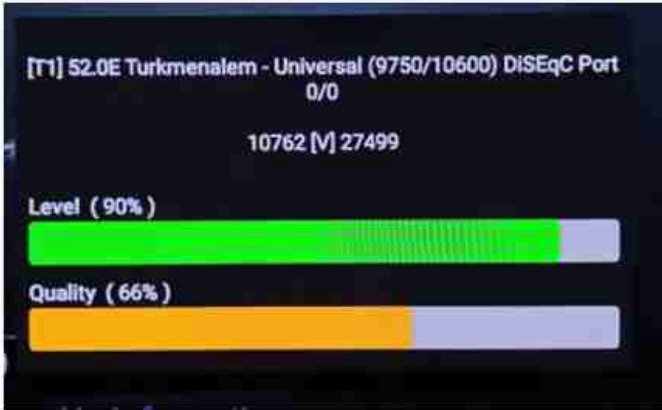 [T1] 52.0E Turkmenalem - Universal (9750/10600) DiSEqC Port
0/0
10762 [V] 27499
Level ( 90% )
Quality ( 66% )